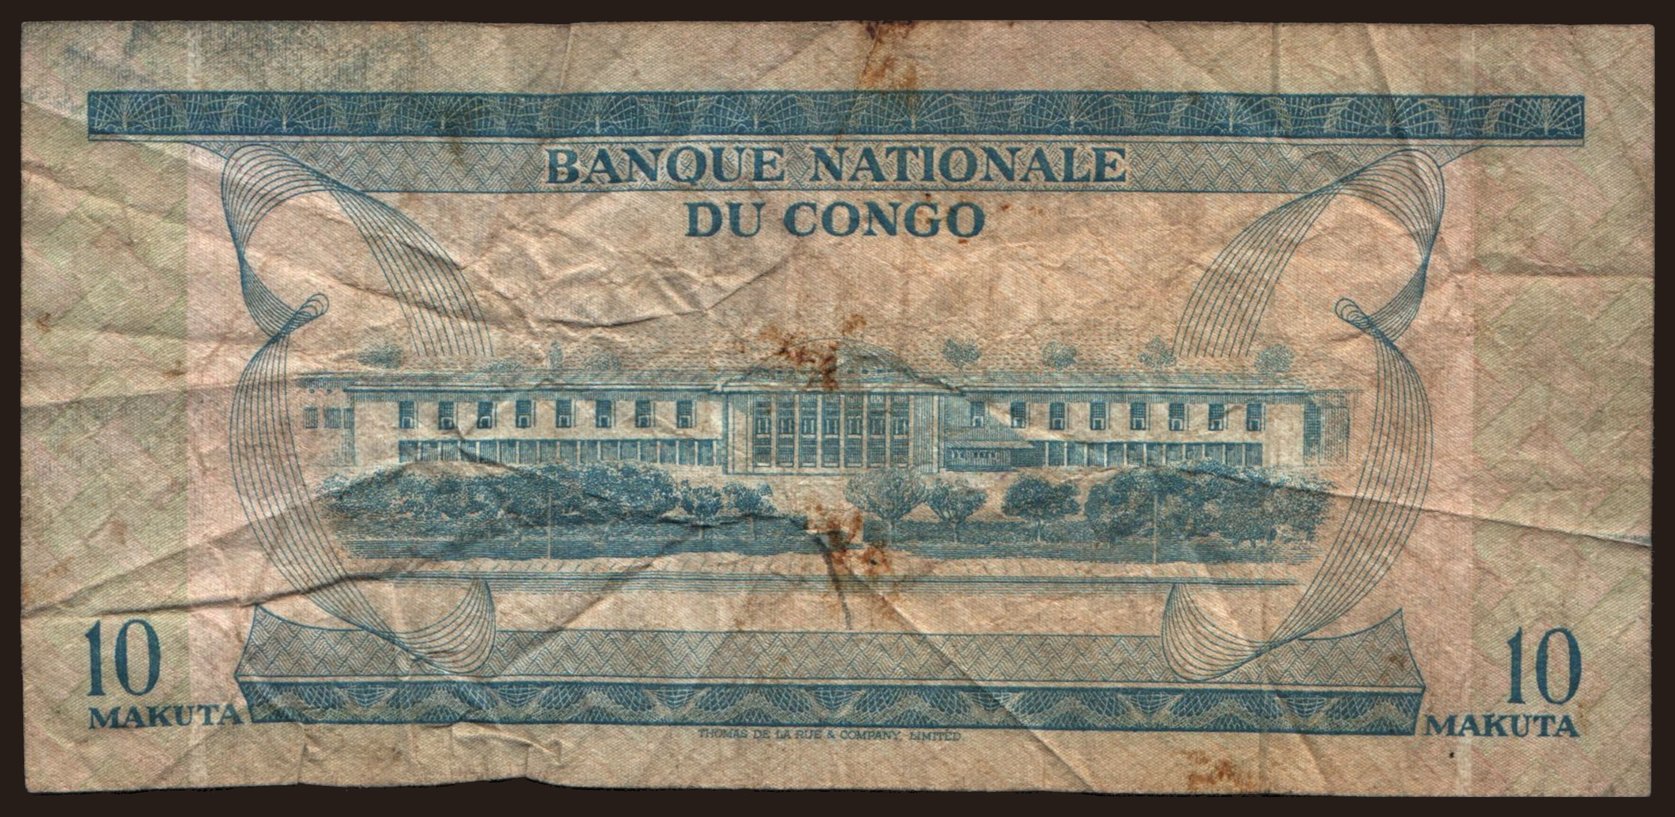 BANQUE NATIONALE
DU CONGO
10
MAKUTA
10
MAKUTA
THOMAS DE LA RUE & COMPANY, LIMITED.